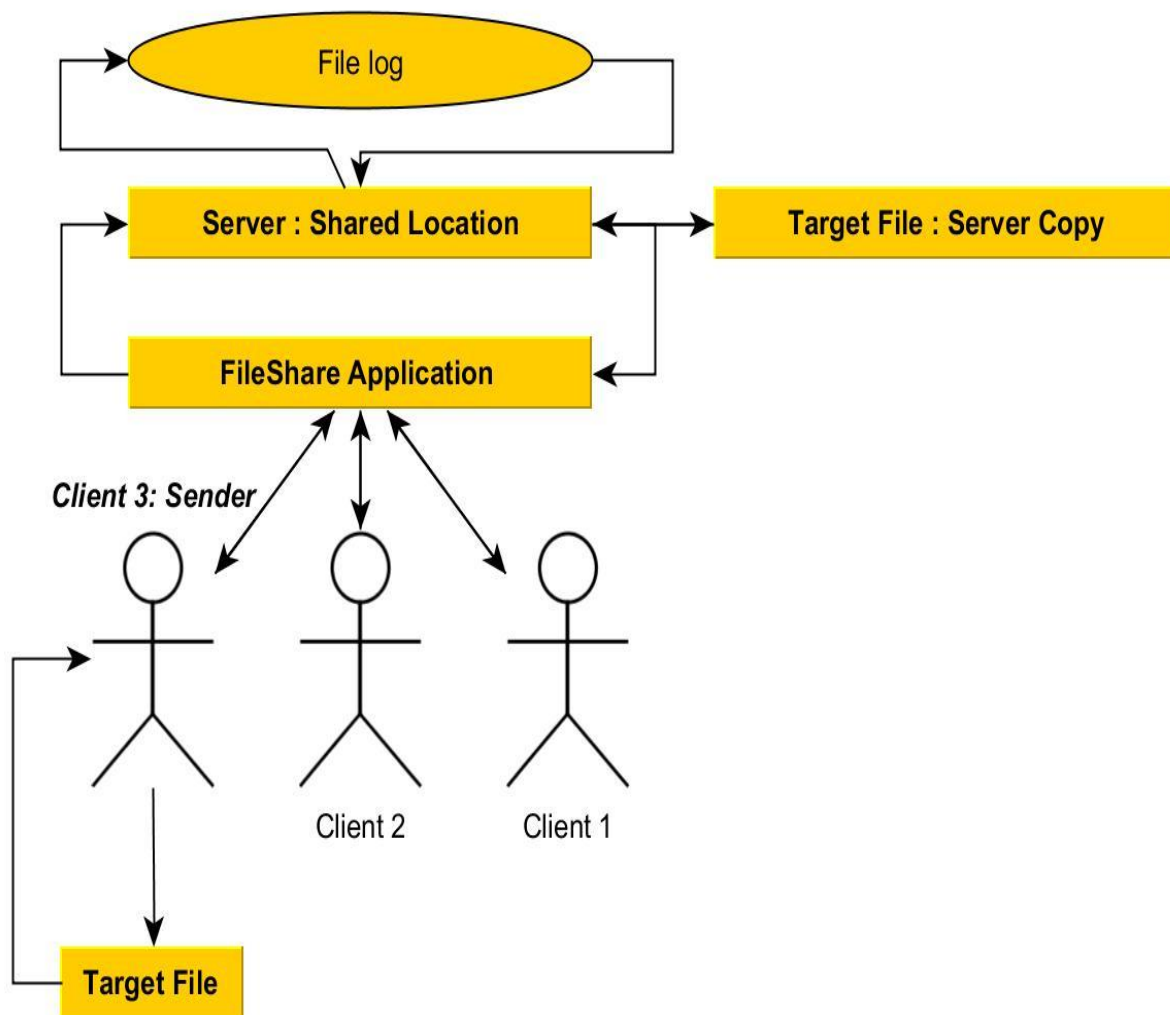 File log
Server : Shared Location
Target File : Server Copy
FileShare Application
Client 3: Sender
Client 2
Client 1
Target File